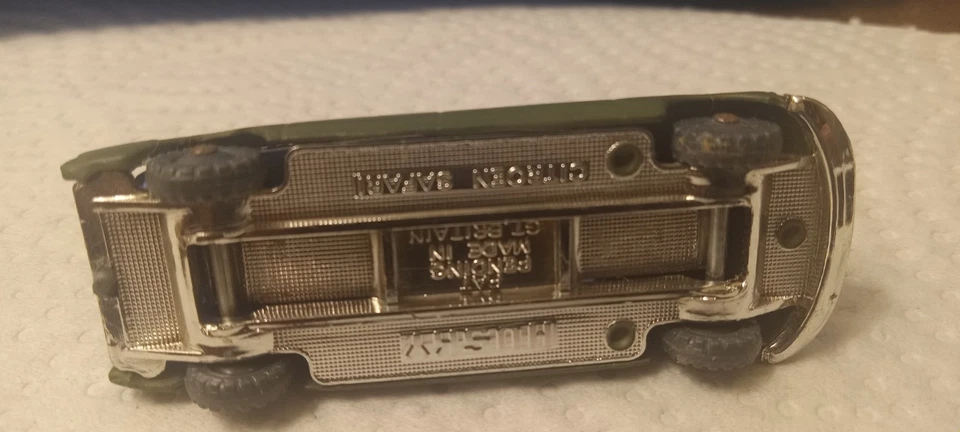 HUSKY
PAT.
PENDING
MADE IN
GT. BRITAIN
CITROEN SAFARI